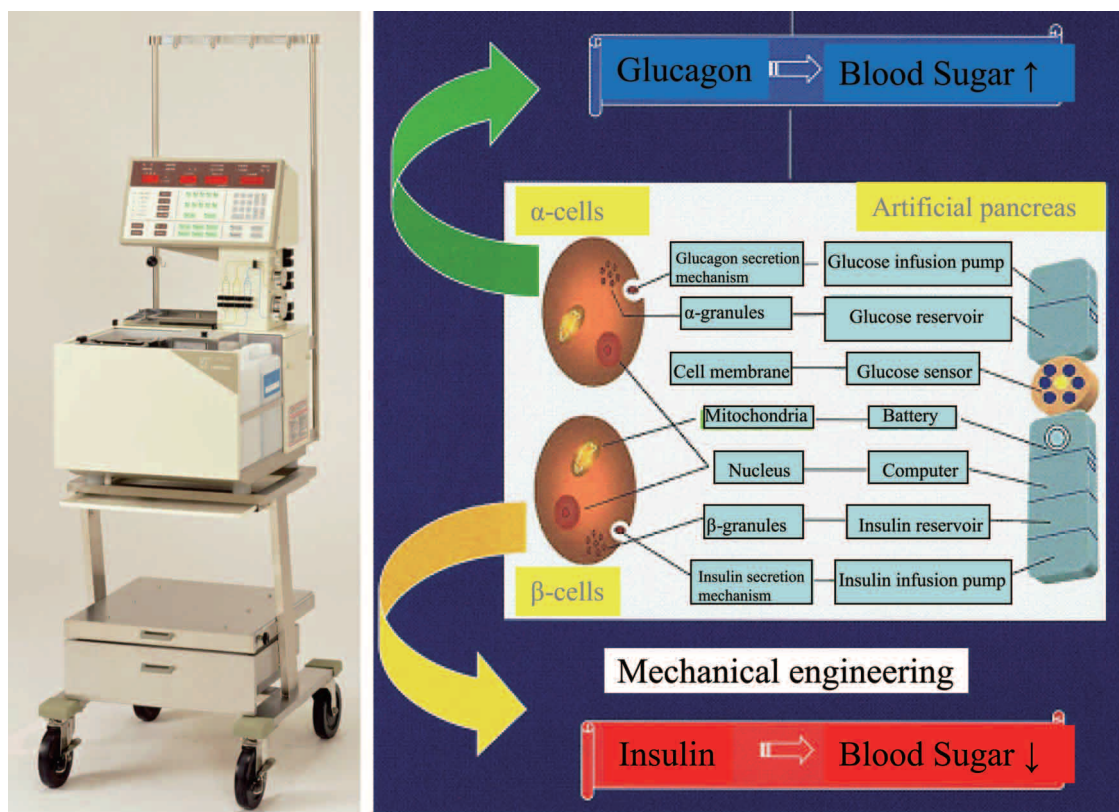 Glucagon Blood Sugar ↑
α-cells
Artificial pancreas
Glucagon secretion
mechanism
Glucose infusion pump
α-granules
Glucose reservoir
Cell membrane
Glucose sensor
Mitochondria
Battery
Nucleus
Computer
β-granules
Insulin reservoir
Insulin secretion
mechanism
Insulin infusion pump
β-cells
Mechanical engineering
Insulin Blood Sugar ↓